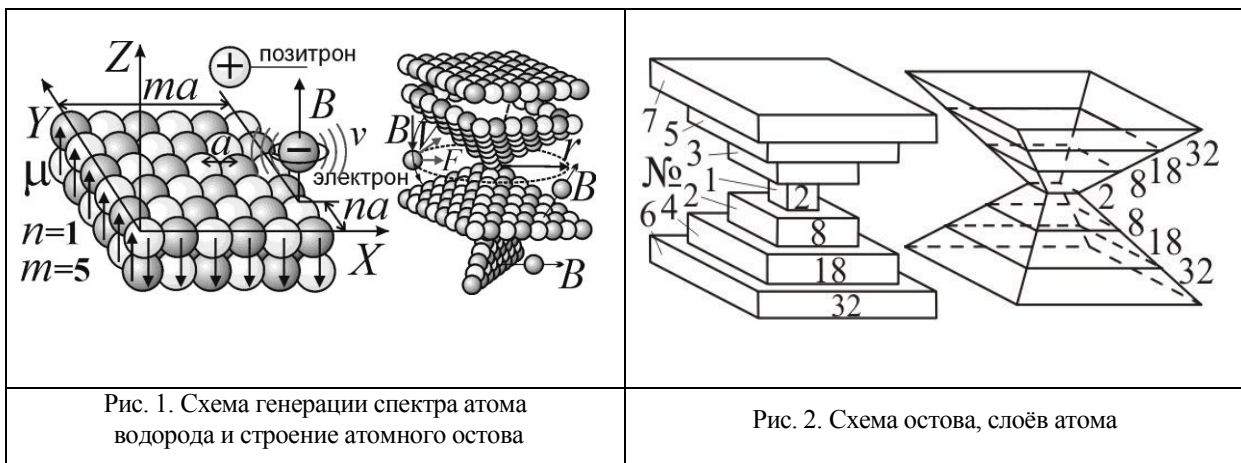 позитрон
+
Z
ma
Y
B
a
−
v
электрон
μ
na
n=1
m=5
X
B
V
F
r
B
B
7
5
3
№ 1
2
6 4 2
8
18
32
32
18
8
2
8
18
32
Рис. 1. Схема генерации спектра атома
водорода и строение атомного остова
Рис. 2. Схема остова, слоёв атома